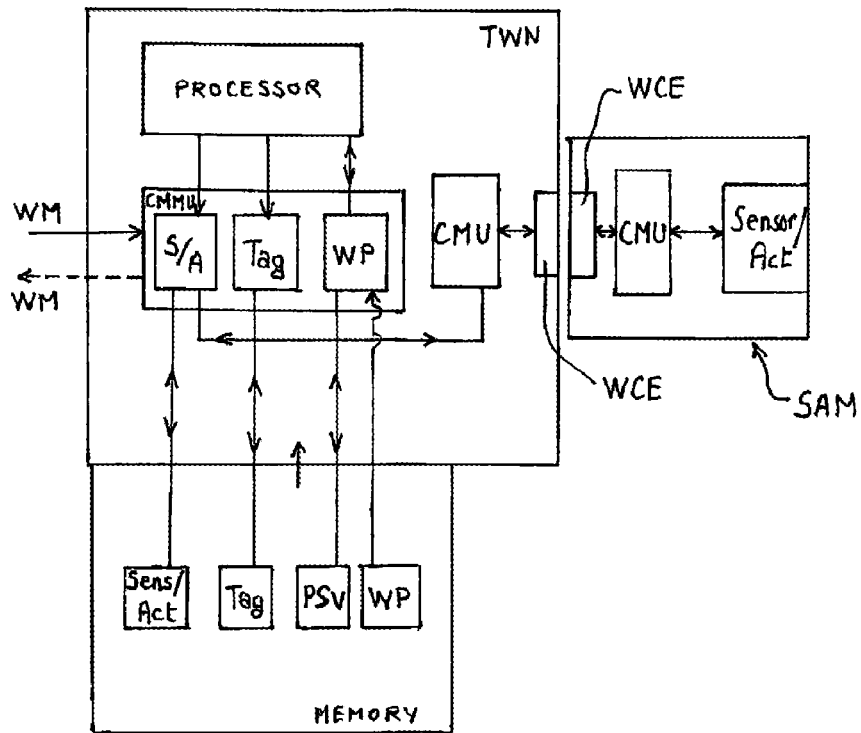 TWN
PROCESSOR
WCE
CMMU
WM
S/A
Tag
WP
CMU
CMU
Sensor/
Act
WM
WCE
SAM
Sens/
Act
Tag
PSV
WP
MEMORY